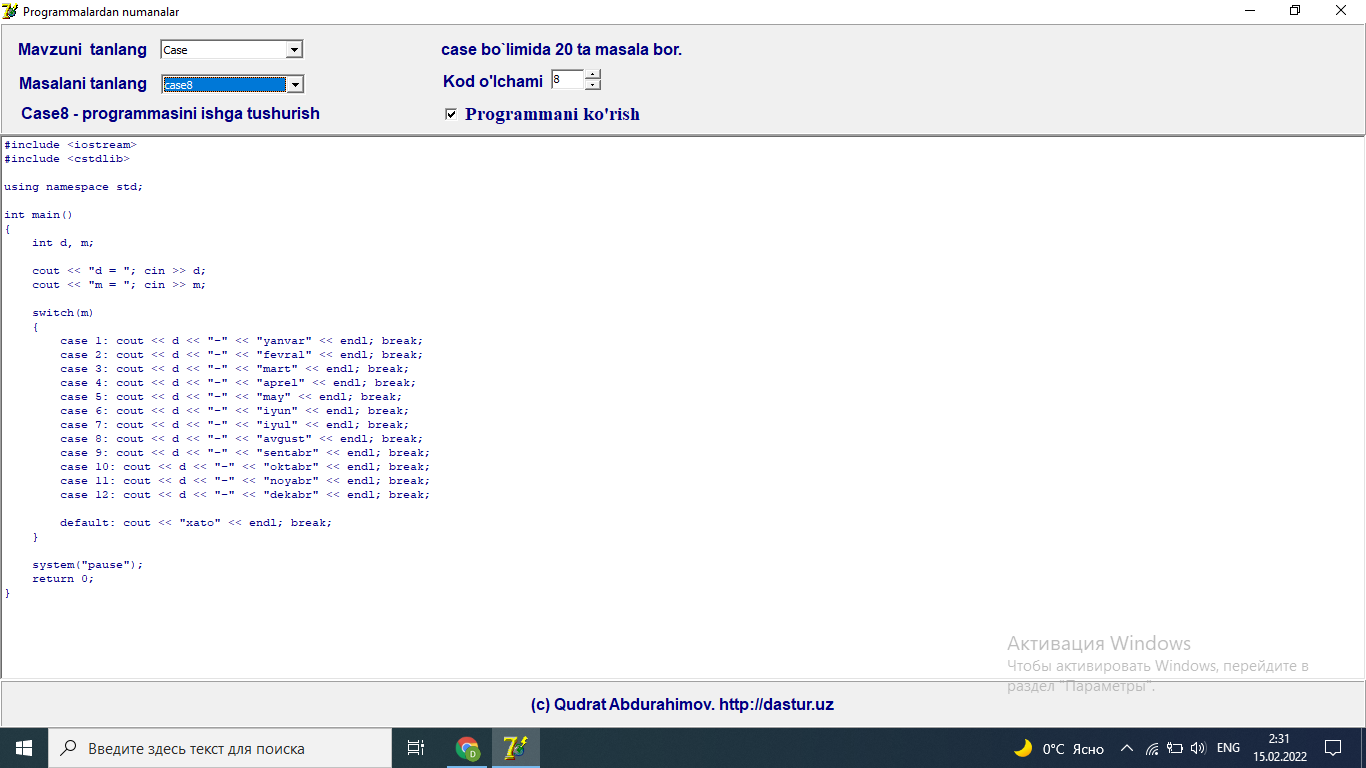 Programmalardan numanalar
Mavzuni tanlang Case case bo`limida 20 ta masala bor.
Masalani tanlang case8 Kod o'lchami 8
Case8 - programmasini ishga tushurish Programmani ko'rish
#include <iostream>
#include <cstdlib>
using namespace std;
int main()
{
int d, m;
cout << "d = "; cin >> d;
cout << "m = "; cin >> m;
switch(m)
{
case 1: cout << d << "-" << "yanvar" << endl; break;
case 2: cout << d << "-" << "fevral" << endl; break;
case 3: cout << d << "-" << "mart" << endl; break;
case 4: cout << d << "-" << "aprel" << endl; break;
case 5: cout << d << "-" << "may" << endl; break;
case 6: cout << d << "-" << "iyun" << endl; break;
case 7: cout << d << "-" << "iyul" << endl; break;
case 8: cout << d << "-" << "avgust" << endl; break;
case 9: cout << d << "-" << "sentabr" << endl; break;
case 10: cout << d << "-" << "oktabr" << endl; break;
case 11: cout << d << "-" << "noyabr" << endl; break;
case 12: cout << d << "-" << "dekabr" << endl; break;
default: cout << "xato" << endl; break;
}
system("pause");
return 0;
}
Активация Windows
Чтобы активировать Windows, перейдите в
раздел "Параметры".
(c) Qudrat Abdurahimov. http://dastur.uz
Введите здесь текст для поиска D 7 0°C Ясно ENG 2:31
15.02.2022